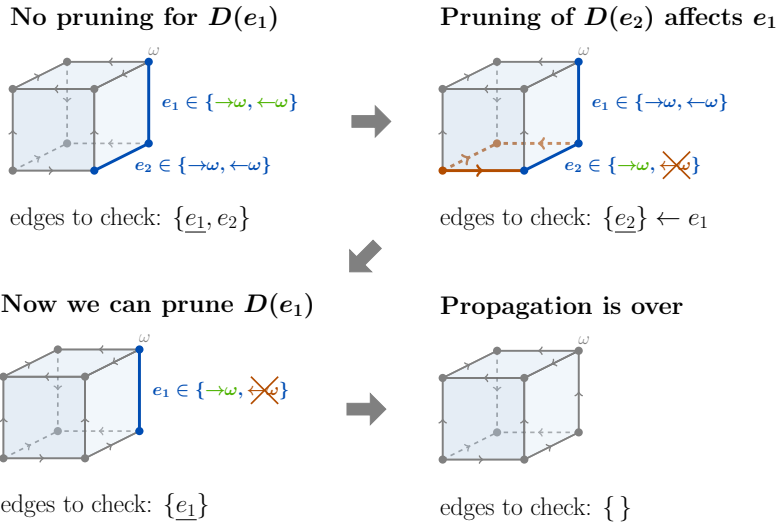 No pruning for D(e₁)
ω
e₁ ∈ {→ω, ←ω}
e₂ ∈ {→ω, ←ω}
edges to check: {e₁, e₂}
Pruning of D(e₂) affects e₁
e₁ ∈ {→ω, ←ω}
e₂ ∈ {→ω, ←ω}
edges to check: {e₂} ← e₁
Now we can prune D(e₁)
ω
e₁ ∈ {→ω, ←ω}
edges to check: {e₁}
Propagation is over
ω
edges to check: { }